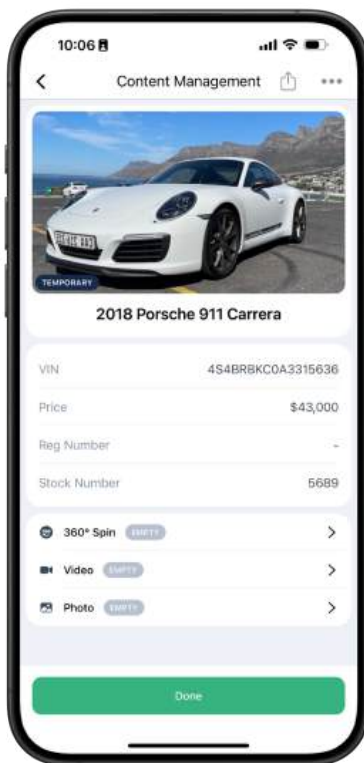 10:06
Content Management
TEMPORARY
2018 Porsche 911 Carrera
VIN 4S4BRBKC0A3315636
Price $43,000
Reg Number -
Stock Number 5689
360° Spin EMPTY
Video EMPTY
Photo EMPTY
Done